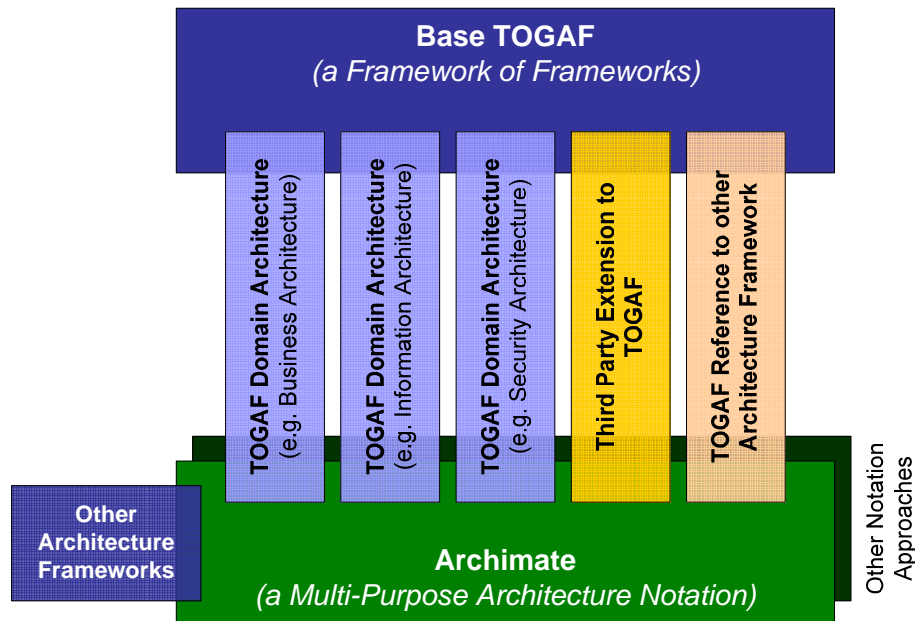 Base TOGAF
(a Framework of Frameworks)
TOGAF Domain Architecture
(e.g. Business Architecture)
TOGAF Domain Architecture
(e.g. Information Architecture)
TOGAF Domain Architecture
(e.g. Security Architecture)
Third Party Extension to
TOGAF
TOGAF Reference to other
Architecture Framework
Other
Architecture
Frameworks
Archimate
(a Multi-Purpose Architecture Notation)
Other Notation
Approaches